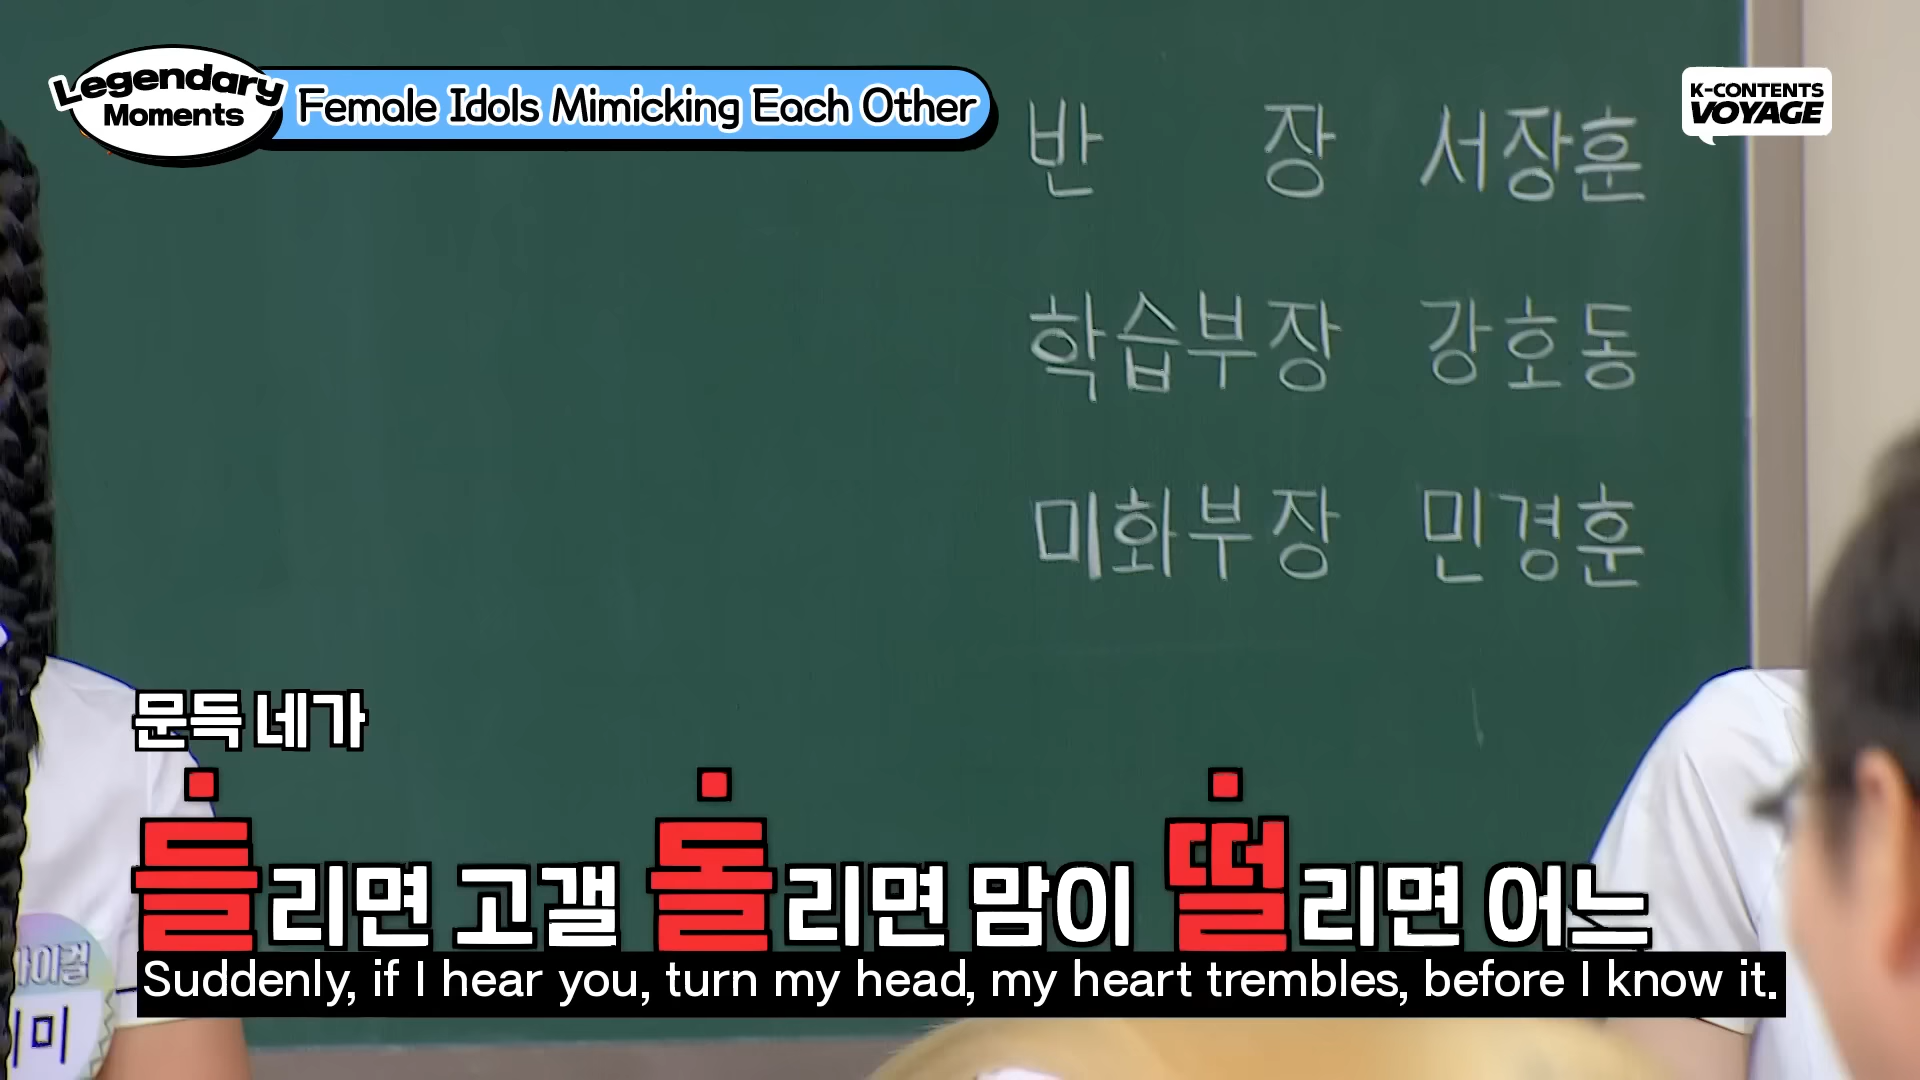 Legendary
Moments
Female Idols Mimicking Each Other
K-CONTENTS
VOYAGE
반 장 서장훈
학습부장 강호동
미화부장 민경훈
문득 네가
들리면 고갤 돌리면 맘이 떨리면 어느
Suddenly, if I hear you, turn my head, my heart trembles, before I know it.
이걸
미